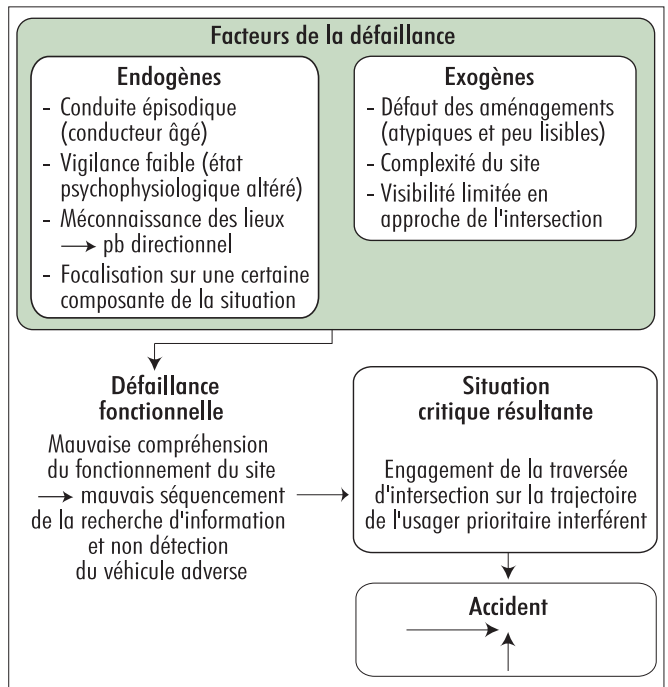 Facteurs de la défaillance
Endogènes
- Conduite épisodique
(conducteur âgé)
- Vigilance faible (état
psychophysiologique altéré)
- Méconnaissance des lieux
→ pb directionnel
- Focalisation sur une certaine
composante de la situation
Exogènes
- Défaut des aménagements
(atypiques et peu lisibles)
- Complexité du site
- Visibilité limitée en
approche de l'intersection
Défaillance
fonctionnelle
Mauvaise compréhension
du fonctionnement du site
→ mauvais séquencement
de la recherche d'information
et non détection
du véhicule adverse
Situation
critique résultante
Engagement de la traversée
d'intersection sur la trajectoire
de l'usager prioritaire interférent
Accident